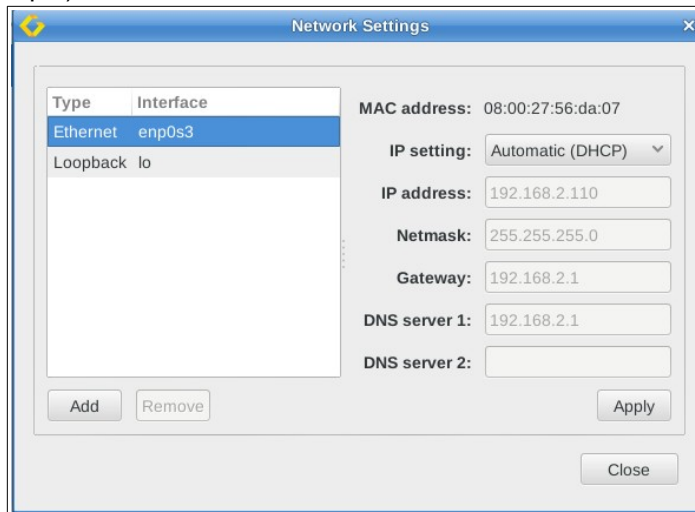 Network Settings
Type Interface
Ethernet enp0s3
Loopback lo
MAC address: 08:00:27:56:da:07
IP setting: Automatic (DHCP)
IP address: 192.168.2.110
Netmask: 255.255.255.0
Gateway: 192.168.2.1
DNS server 1: 192.168.2.1
DNS server 2:
Add Remove
Apply
Close